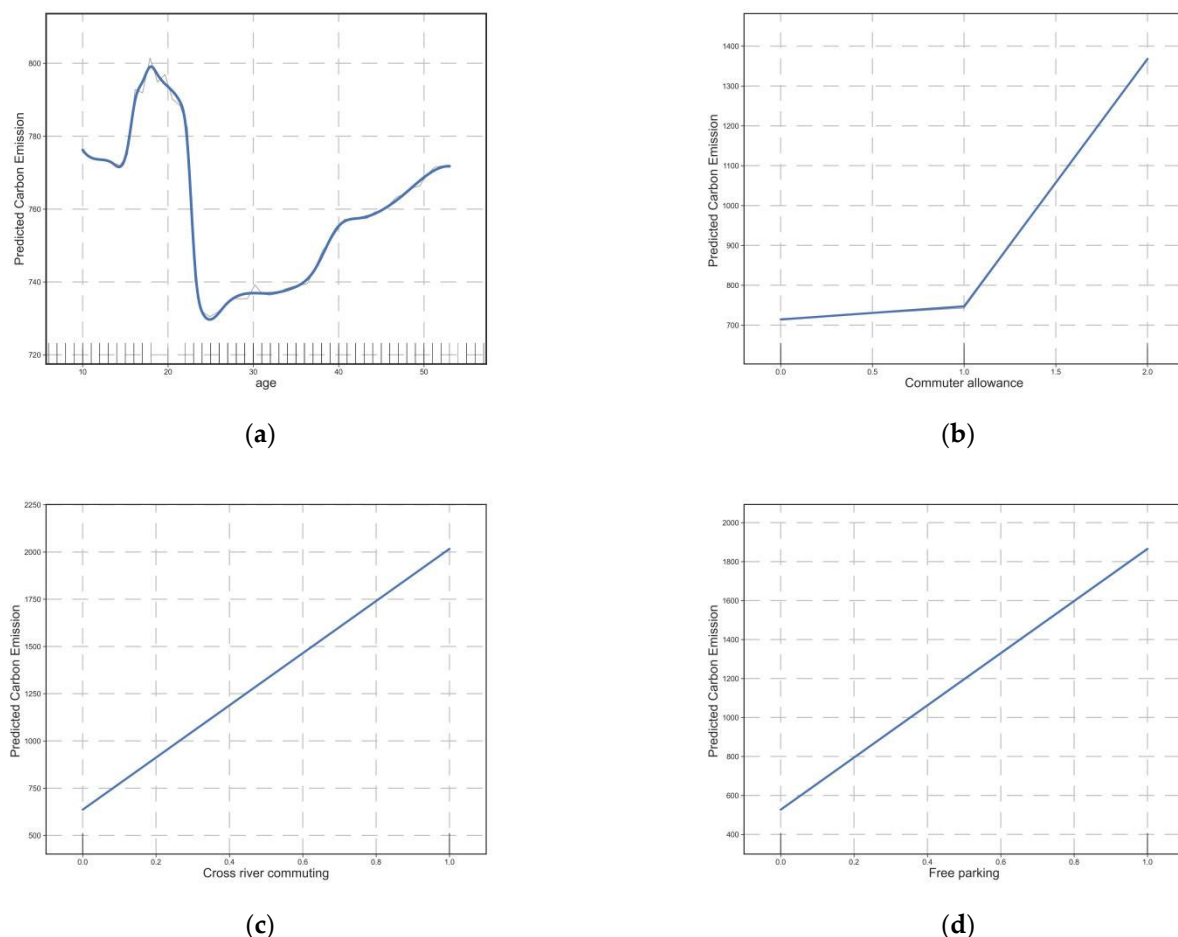 Predicted Carbon Emission
800
780
760
740
720
10 20 30 40 50
age
(a)
Predicted Carbon Emission
1400
1300
1200
1100
1000
900
800
700
0.0 0.5 1.0 1.5 2.0
Commuter allowance
(b)
Predicted Carbon Emission
2250
2000
1750
1500
1250
1000
750
500
0.0 0.2 0.4 0.6 0.8 1.0
Cross river commuting
(c)
Predicted Carbon Emission
2000
1800
1600
1400
1200
1000
800
600
400
0.0 0.2 0.4 0.6 0.8 1.0
Free parking
(d)